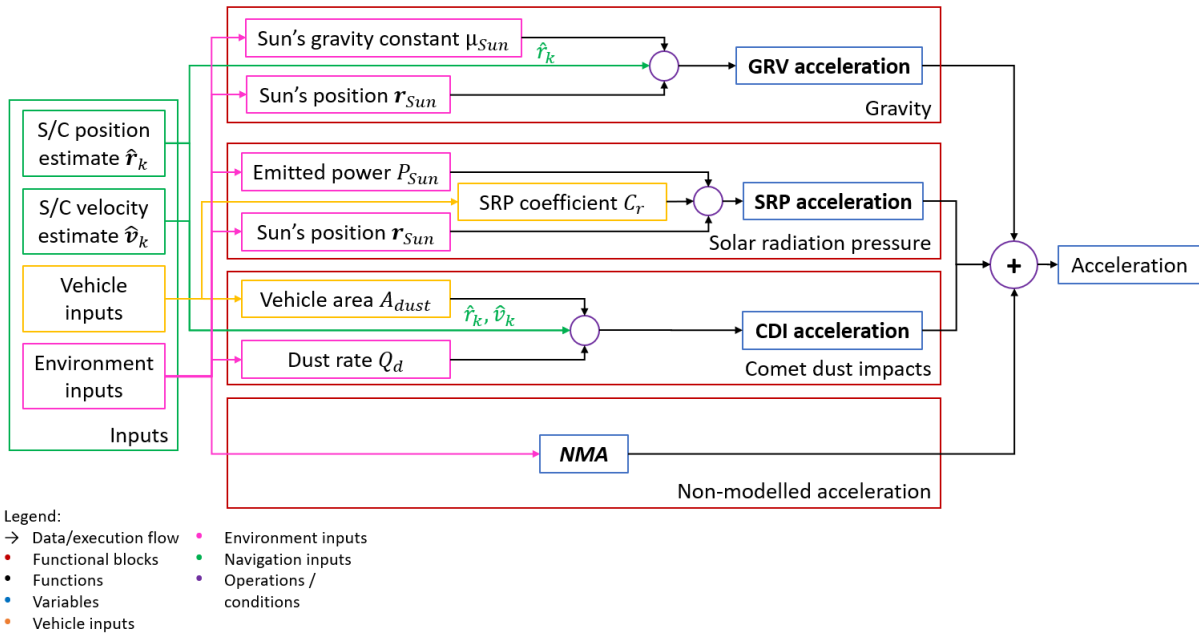 Sun's gravity constant μ_Sun
r̂_k
GRV acceleration
Sun's position r_Sun
Gravity
Inputs
S/C position
estimate r̂_k
S/C velocity
estimate v̂_k
Vehicle
inputs
Environment
inputs
Emitted power P_Sun
SRP coefficient C_r
SRP acceleration
Sun's position r_Sun
Solar radiation pressure
+
Acceleration
Vehicle area A_dust
r̂_k, v̂_k
CDI acceleration
Dust rate Q_d
Comet dust impacts
NMA
Non-modelled acceleration
Legend:
→ Data/execution flow
• Functional blocks
• Functions
• Variables
• Vehicle inputs
• Environment inputs
• Navigation inputs
• Operations /
conditions